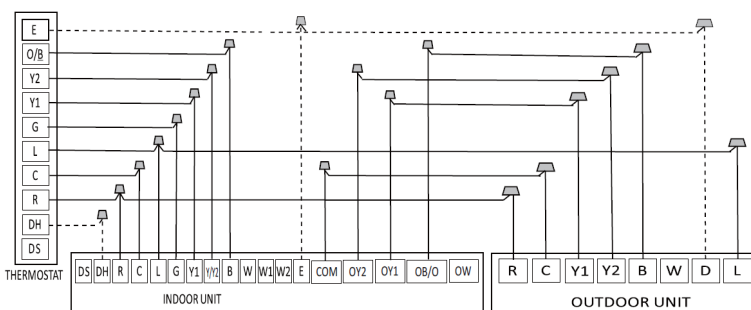 E
O/B
Y2
Y1
G
L
C
R
DH
DS
THERMOSTAT
DS DH R C L G Y1 Y/Y2 B W W1 W2 E COM OY2 OY1 OB/O OW
INDOOR UNIT
R C Y1 Y2 B W D L
OUTDOOR UNIT